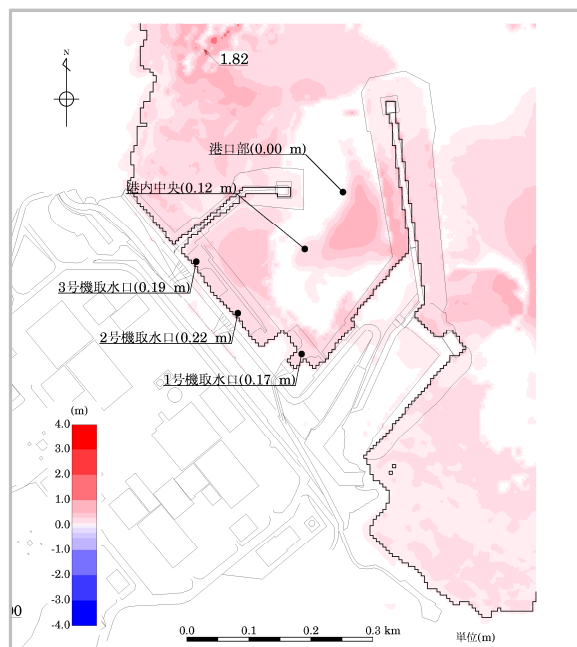 1.82
N
港口部(0.00 m)
港内中央(0.12 m)
3号機取水口(0.19 m)
2号機取水口(0.22 m)
1号機取水口(0.17 m)
(m)
4.0
3.0
2.0
1.0
0.0
-1.0
-2.0
-3.0
-4.0
00
0.0 0.1 0.2 0.3 km
単位(m)